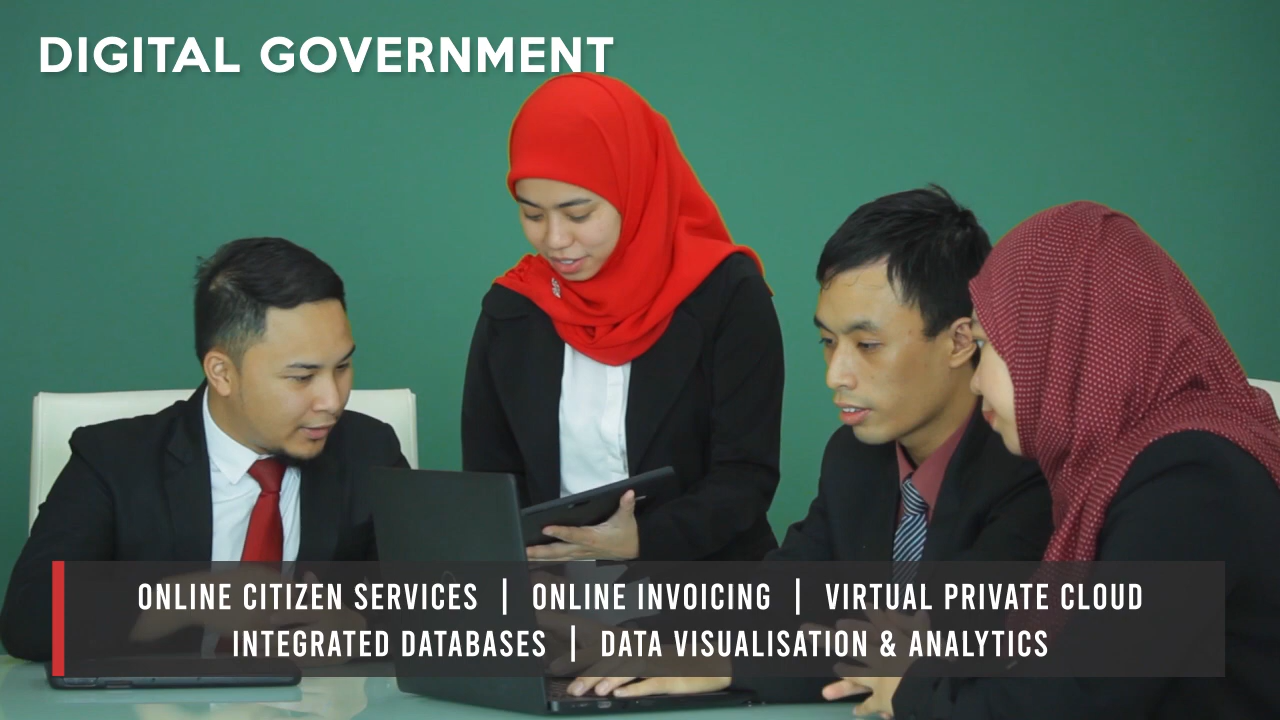 DIGITAL GOVERNMENT
ONLINE CITIZEN SERVICES | ONLINE INVOICING | VIRTUAL PRIVATE CLOUD
INTEGRATED DATABASES | DATA VISUALISATION & ANALYTICS